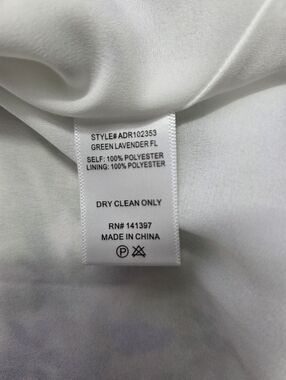 STYLE# ADR102353
GREEN LAVENDER FL
SELF: 100% POLYESTER
LINING: 100% POLYESTER
DRY CLEAN ONLY
RN# 141397
MADE IN CHINA
P